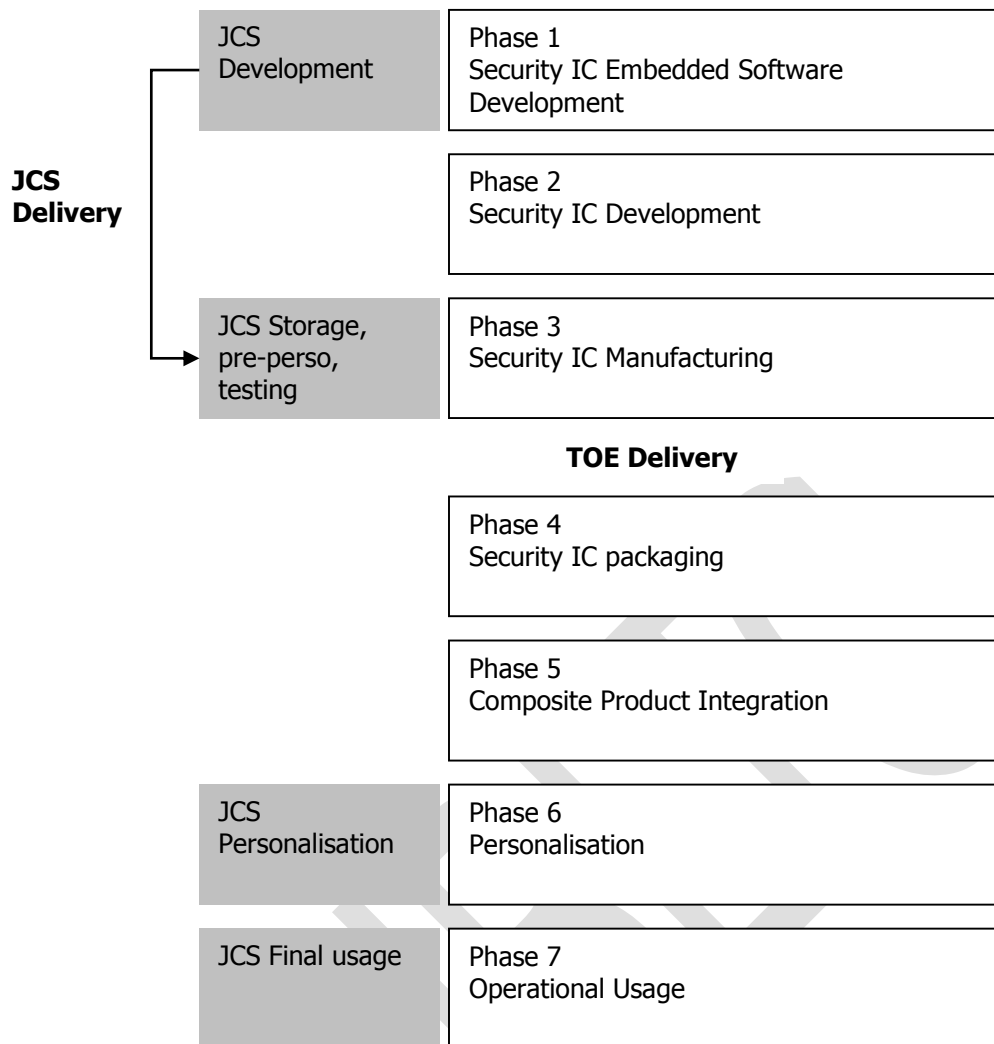 JCS
Development
Phase 1
Security IC Embedded Software
Development
JCS
Delivery
Phase 2
Security IC Development
JCS Storage,
pre-perso,
testing
Phase 3
Security IC Manufacturing
TOE Delivery
Phase 4
Security IC packaging
Phase 5
Composite Product Integration
JCS
Personalisation
Phase 6
Personalisation
JCS Final usage
Phase 7
Operational Usage